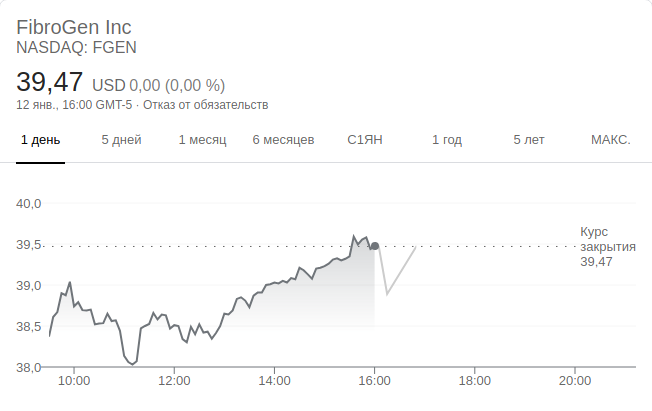 FibroGen Inc
NASDAQ: FGEN
39,47 USD 0,00 (0,00 %)
12 янв., 16:00 GMT-5 · Отказ от обязательств
1 день 5 дней 1 месяц 6 месяцев С1ЯН 1 год 5 лет МАКС.
40,0
39,5
39,0
38,5
38,0
Курс
закрытия
39,47
10:00 12:00 14:00 16:00 18:00 20:00